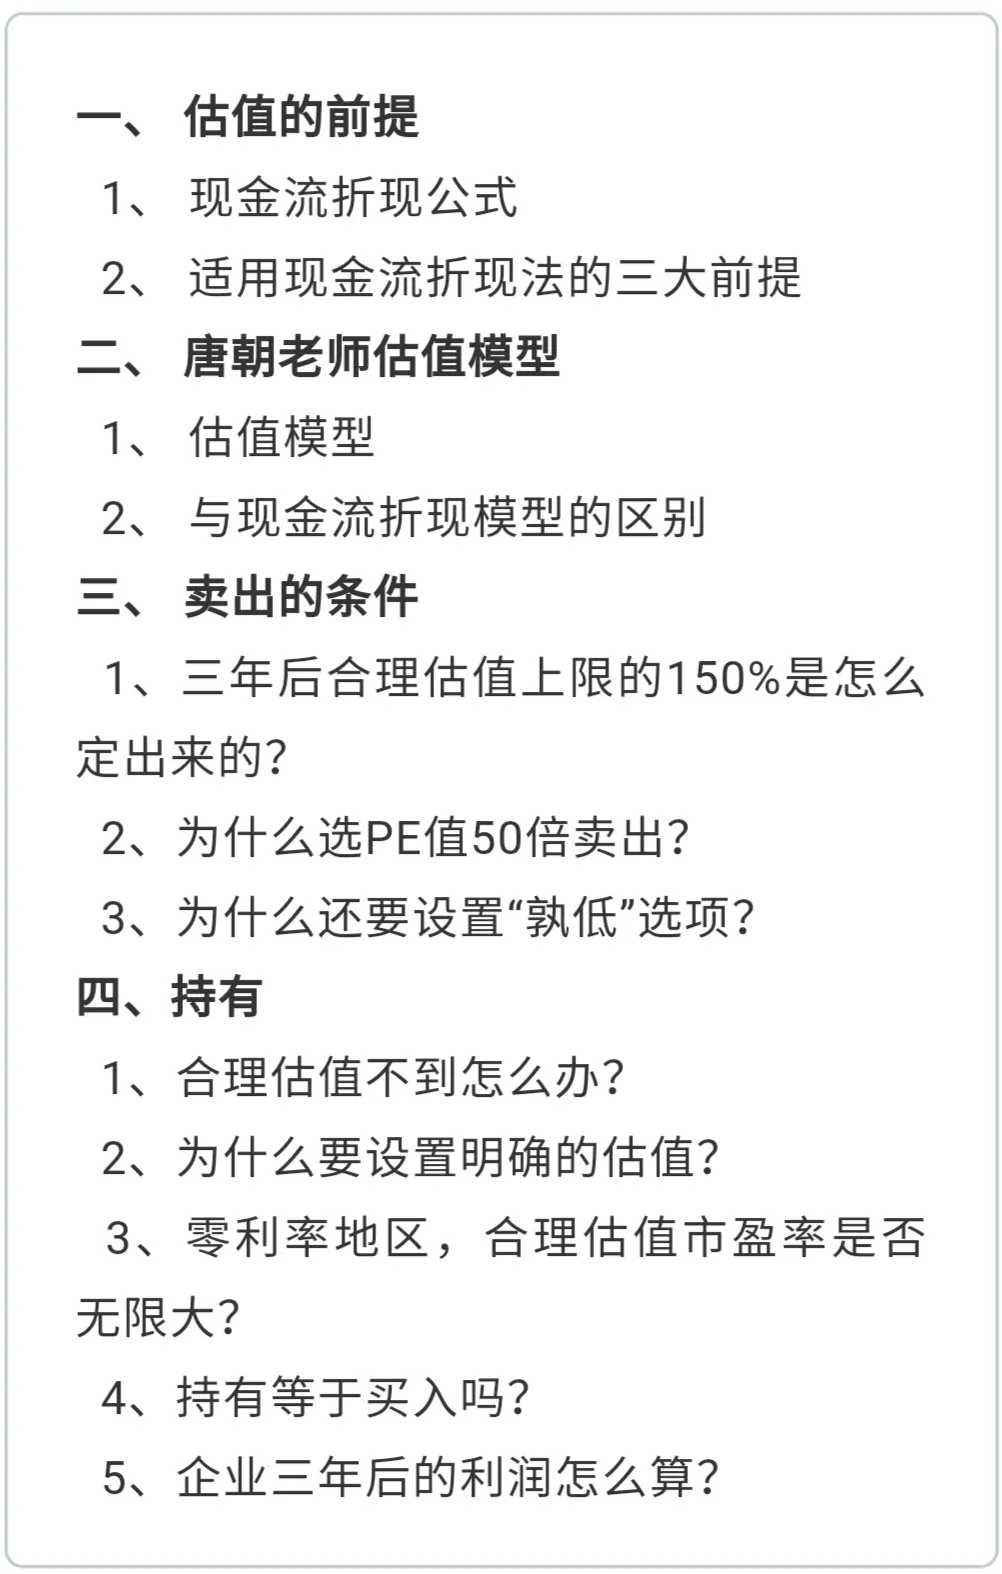 一、 估值的前提
1、 现金流折现公式
2、 适用现金流折现法的三大前提
二、 唐朝老师估值模型
1、 估值模型
2、 与现金流折现模型的区别
三、 卖出的条件
1、三年后合理估值上限的150%是怎么
定出来的?
2、为什么选PE值50倍卖出?
3、为什么还要设置“孰低”选项?
四、持有
1、合理估值不到怎么办?
2、为什么要设置明确的估值?
3、零利率地区，合理估值市盈率是否
无限大?
4、持有等于买入吗?
5、企业三年后的利润怎么算?